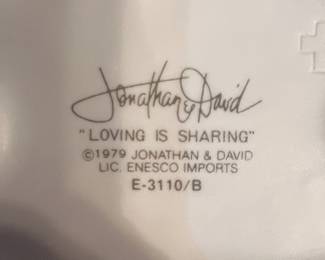 Jonathan & David
"LOVING IS SHARING"
©1979 JONATHAN & DAVID
LIC. ENESCO IMPORTS
E-3110/B